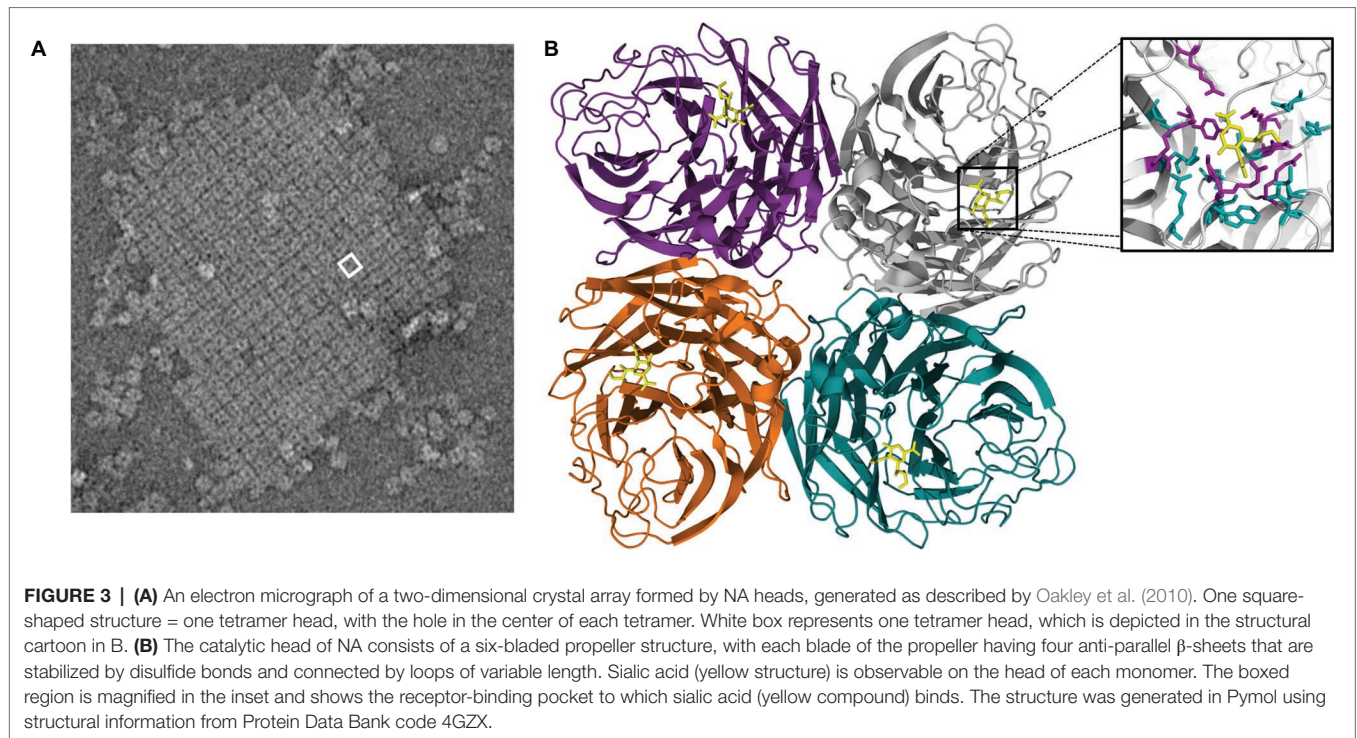 A
B
FIGURE 3 | (A) An electron micrograph of a two-dimensional crystal array formed by NA heads, generated as described by Oakley et al. (2010). One square-
shaped structure = one tetramer head, with the hole in the center of each tetramer. White box represents one tetramer head, which is depicted in the structural
cartoon in B. (B) The catalytic head of NA consists of a six-bladed propeller structure, with each blade of the propeller having four anti-parallel β-sheets that are
stabilized by disulfide bonds and connected by loops of variable length. Sialic acid (yellow structure) is observable on the head of each monomer. The boxed
region is magnified in the inset and shows the receptor-binding pocket to which sialic acid (yellow compound) binds. The structure was generated in Pymol using
structural information from Protein Data Bank code 4GZX.